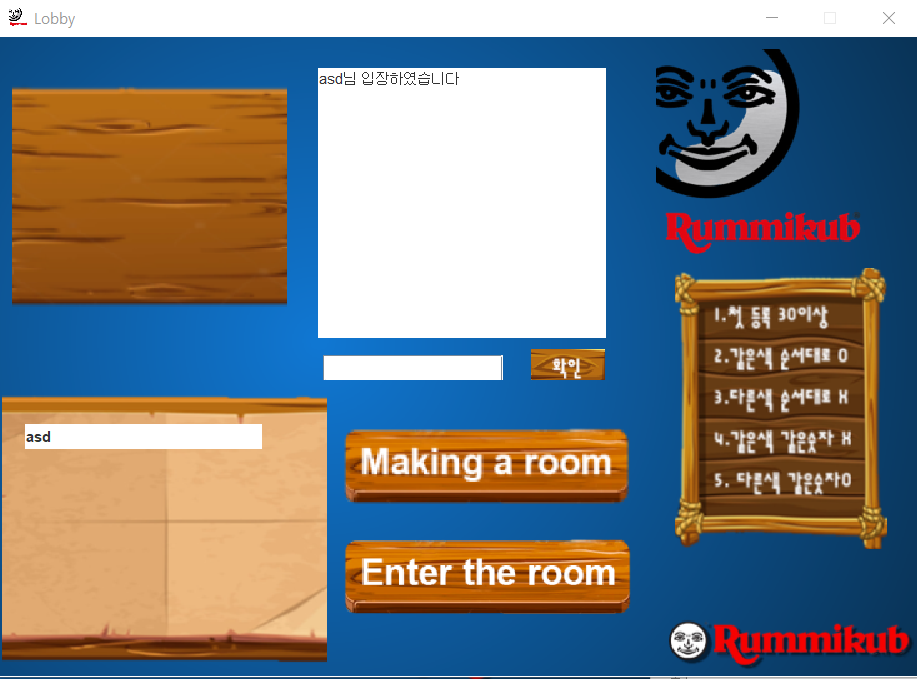 Lobby
asd님 입장하였습니다
Rummikub
1.첫 등록 30이상
2.같은색 순서대로 O
3.다른색 순서대로 X
4.같은색 같은숫자 X
5. 다른색 같은숫자O
확인
asd
Making a room
Enter the room
Rummikub